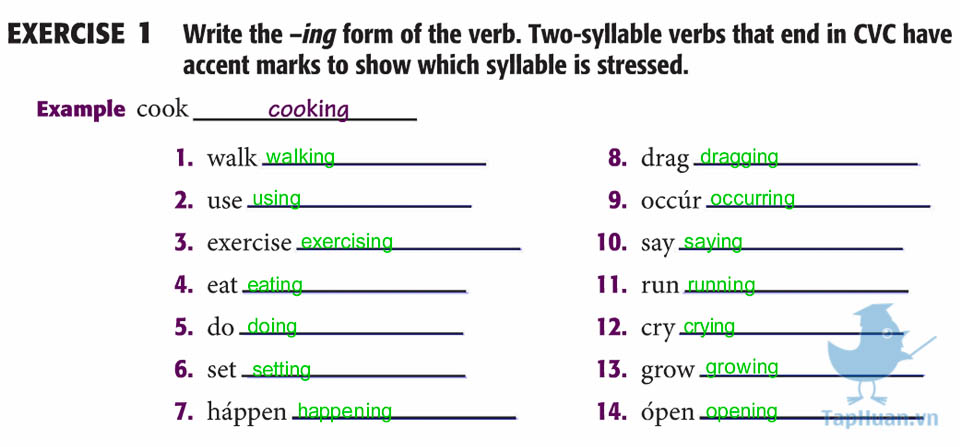 EXERCISE 1 Write the –ing form of the verb. Two-syllable verbs that end in CVC have
accent marks to show which syllable is stressed.
Example cook cooking
1. walk walking
2. use using
3. exercise exercising
4. eat eating
5. do doing
6. set setting
7. háppen happening
8. drag dragging
9. occúr occurring
10. say saying
11. run running
12. cry crying
13. grow growing
14. ópen opening
TapHuan.vn